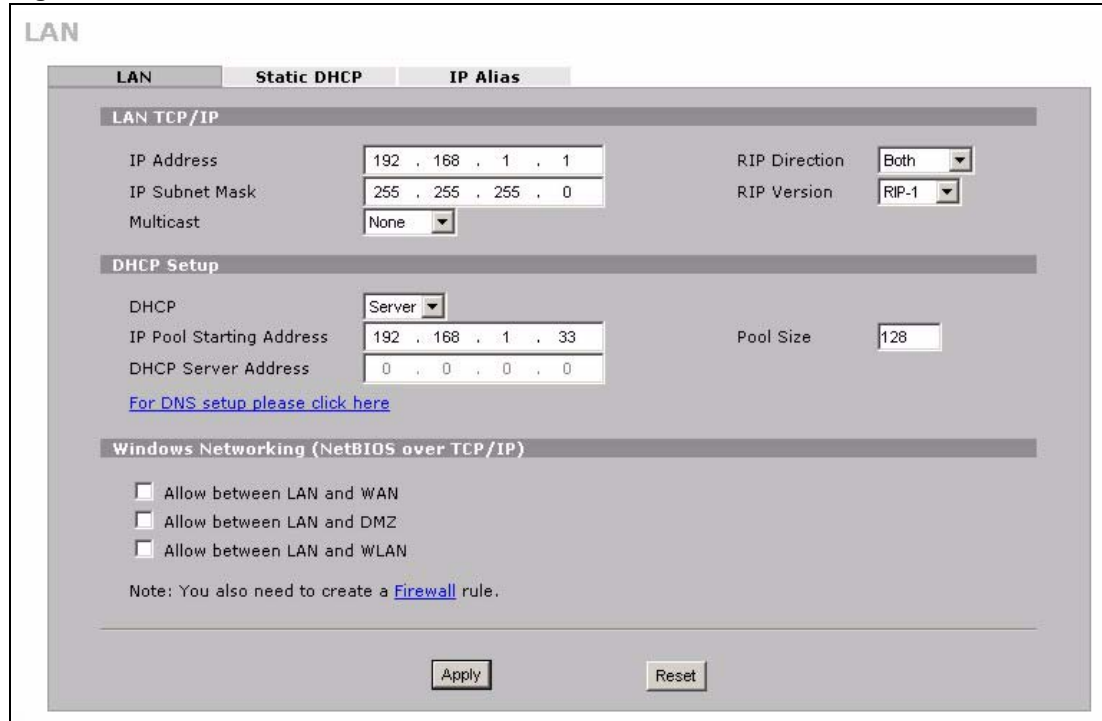 LAN
LAN Static DHCP IP Alias
LAN TCP/IP
IP Address 192 . 168 . 1 . 1 RIP Direction Both
IP Subnet Mask 255 . 255 . 255 . 0 RIP Version RIP-1
Multicast None
DHCP Setup
DHCP Server
IP Pool Starting Address 192 . 168 . 1 . 33 Pool Size 128
DHCP Server Address 0 . 0 . 0 . 0
For DNS setup please click here
Windows Networking (NetBIOS over TCP/IP)
Allow between LAN and WAN
Allow between LAN and DMZ
Allow between LAN and WLAN
Note: You also need to create a Firewall rule.
Apply Reset